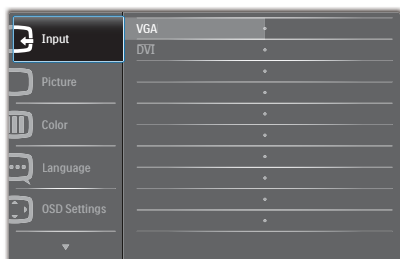 Input
VGA
DVI
Picture
Color
Language
OSD Settings